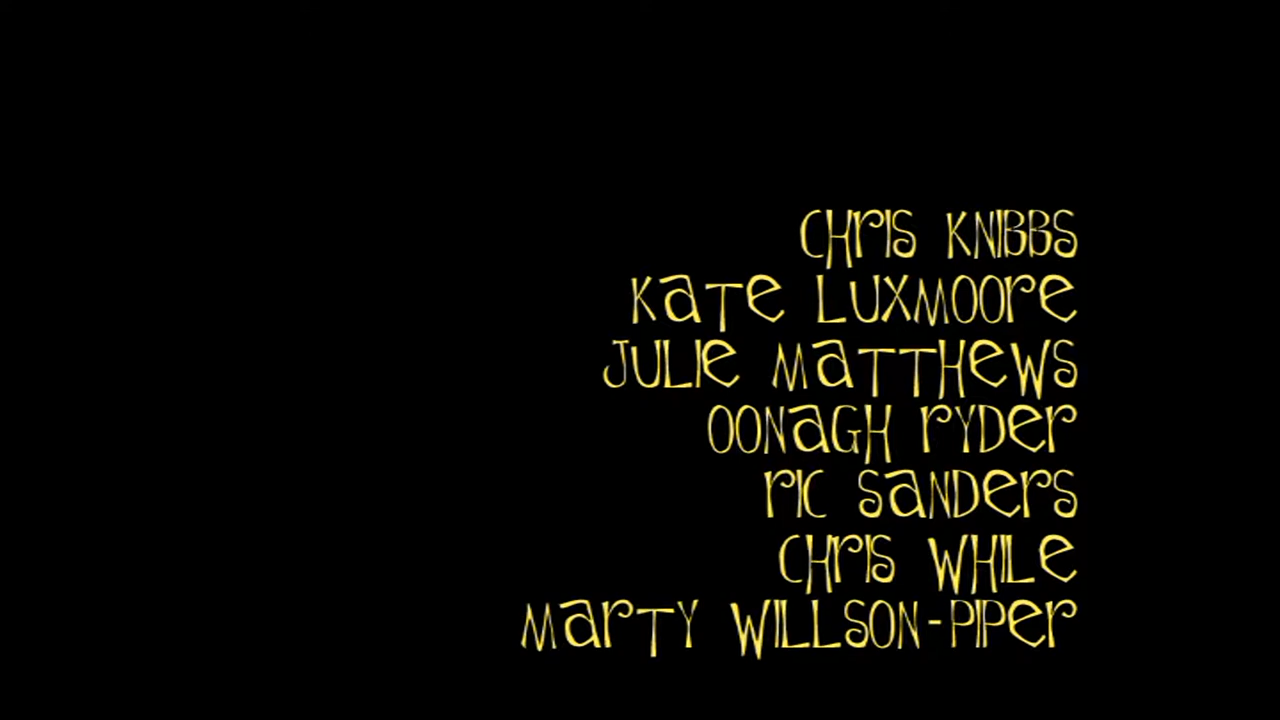 CHrIS KNIBBS
KaTe LUXMOOre
JULIe MaTTHeWS
OONaGH rYDer
rIC SaNDerS
CHrIS WHILe
MarTY WILLSON-PIPer